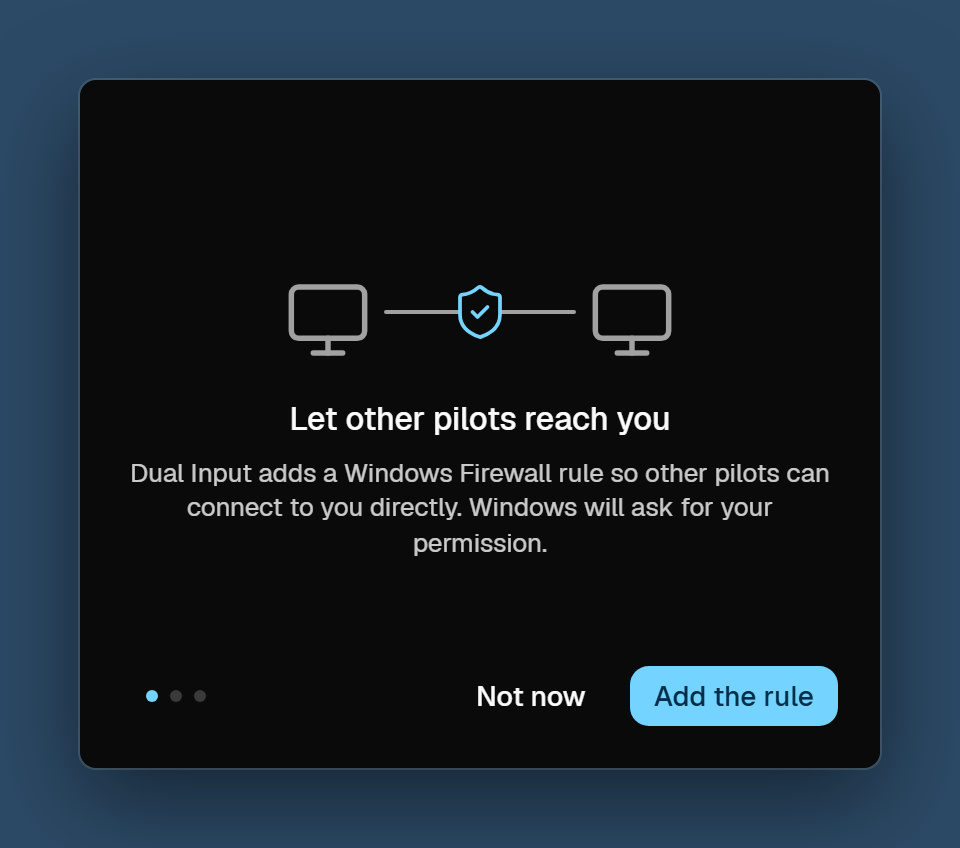 Let other pilots reach you
Dual Input adds a Windows Firewall rule so other pilots can
connect to you directly. Windows will ask for your
permission.
Not now
Add the rule